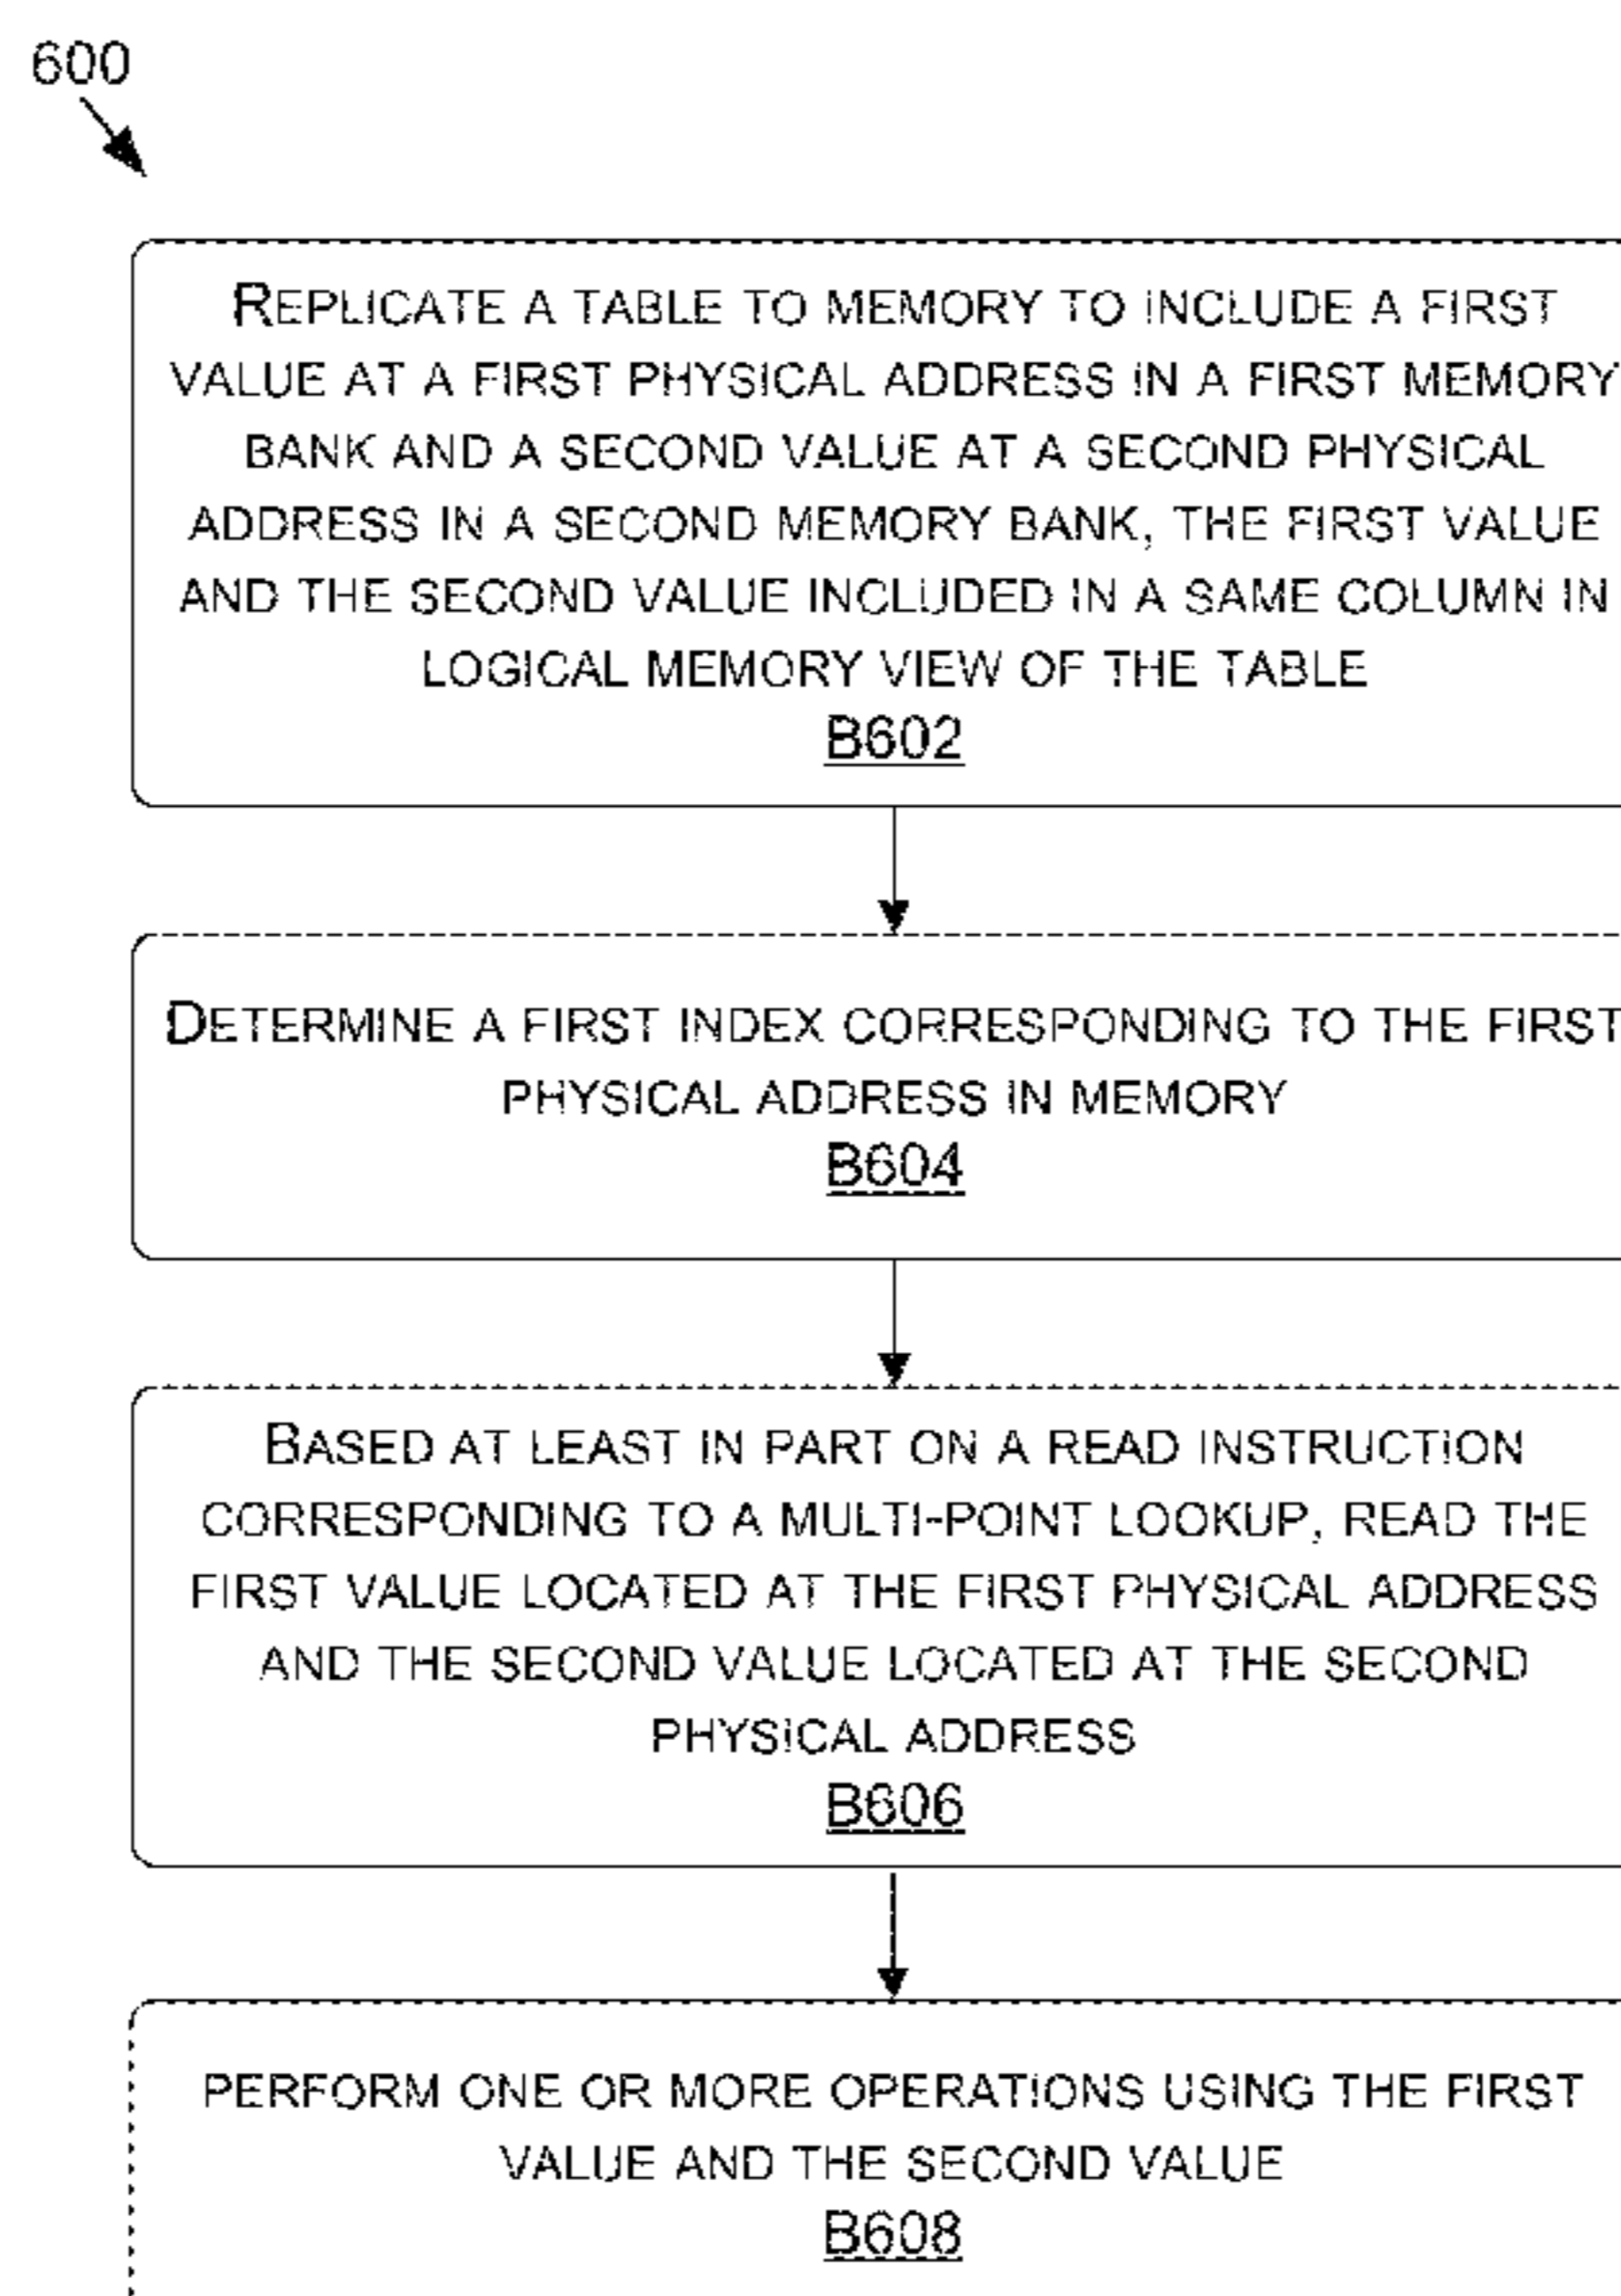 600
REPLICATE A TABLE TO MEMORY TO INCLUDE A FIRST
VALUE AT A FIRST PHYSICAL ADDRESS IN A FIRST MEMORY
BANK AND A SECOND VALUE AT A SECOND PHYSICAL
ADDRESS IN A SECOND MEMORY BANK, THE FIRST VALUE
AND THE SECOND VALUE INCLUDED IN A SAME COLUMN IN
LOGICAL MEMORY VIEW OF THE TABLE
B602
DETERMINE A FIRST INDEX CORRESPONDING TO THE FIRST
PHYSICAL ADDRESS IN MEMORY
B604
BASED AT LEAST IN PART ON A READ INSTRUCTION
CORRESPONDING TO A MULTI-POINT LOOKUP, READ THE
FIRST VALUE LOCATED AT THE FIRST PHYSICAL ADDRESS
AND THE SECOND VALUE LOCATED AT THE SECOND
PHYSICAL ADDRESS
B606
PERFORM ONE OR MORE OPERATIONS USING THE FIRST
VALUE AND THE SECOND VALUE
B608